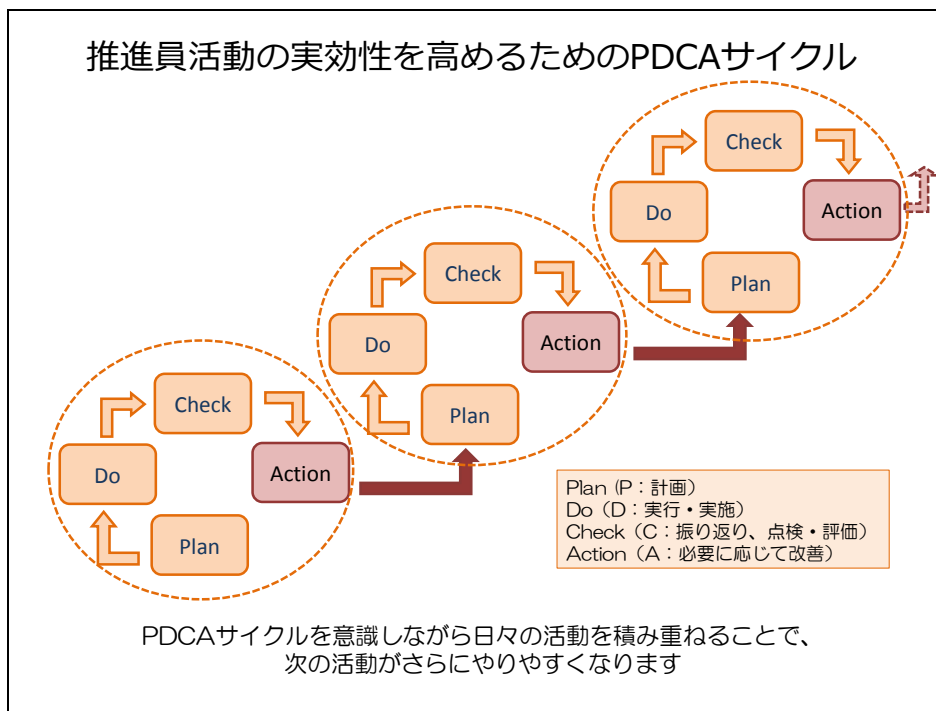 推進員活動の実効性を高めるためのPDCAサイクル
Check
Do
Action
Plan
Check
Do
Action
Plan
Check
Do
Action
Plan
Plan (P：計画）
Do（D：実行・実施）
Check（C：振り返り、点検・評価）
Action（A：必要に応じて改善）
PDCAサイクルを意識しながら日々の活動を積み重ねることで、
次の活動がさらにやりやすくなります